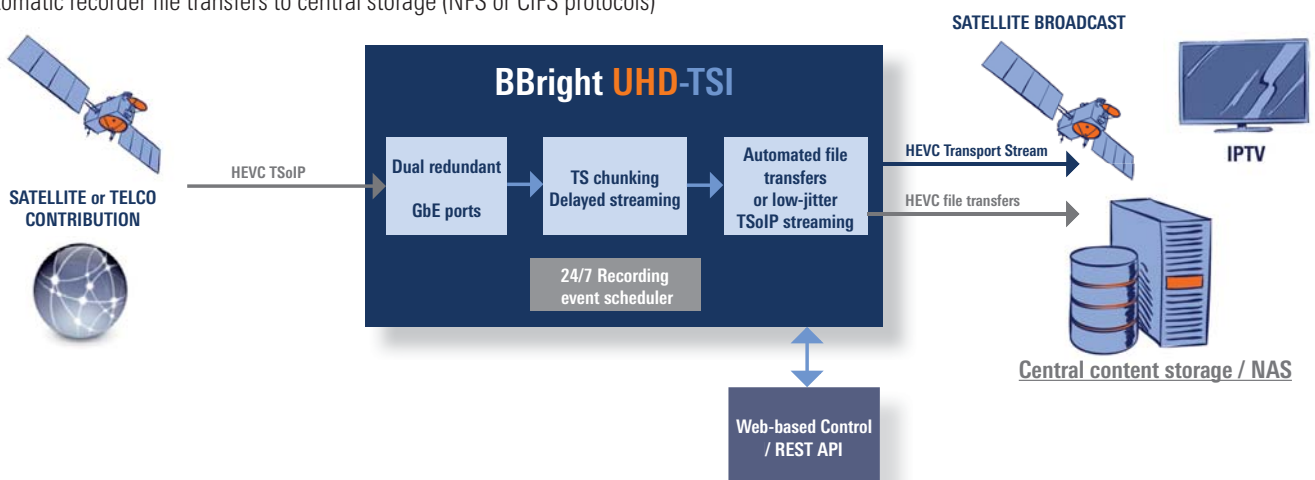 omatic recorder file transfers to central storage (NFS or CIFS protocols)
SATELLITE BROADCAST
BBright UHD-TSI
SATELLITE or TELCO
CONTRIBUTION
HEVC TSoIP
Dual redundant
GbE ports
TS chunking
Delayed streaming
Automated file
transfers
or low-jitter
TSoIP streaming
24/7 Recording
event scheduler
HEVC Transport Stream
HEVC file transfers
IPTV
Central content storage / NAS
Web-based Control
/ REST API